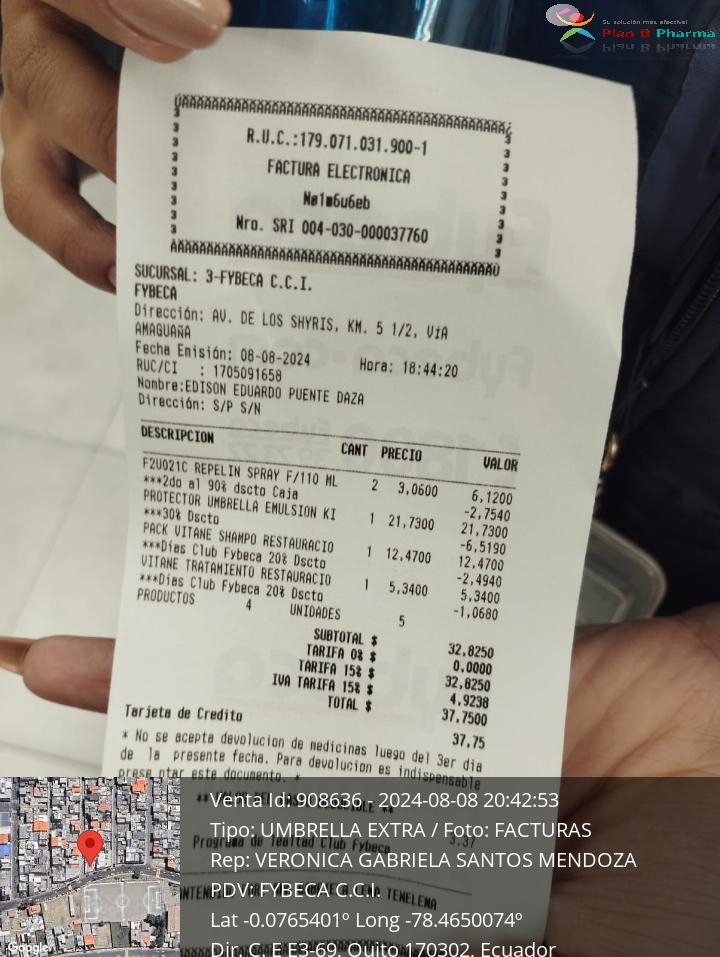 Su solución más efectiva!
Plan B Pharma
R.U.C.:179.071.031.900-1
FACTURA ELECTRONICA
Nø1m6u6eb
Nro. SRI 004-030-000037760
SUCURSAL: 3-FYBECA C.C.I.
FYBECA
Dirección: AV. DE LOS SHYRIS, KM. 5 1/2, VíA
AMAGUAÑA
Fecha Emisión: 08-08-2024 Hora: 18:44:20
RUC/CI : 1705091658
Nombre:EDISON EDUARDO PUENTE DAZA
Dirección: S/P S/N
DESCRIPCION CANT PRECIO VALOR
F2U021C REPELIN SPRAY F/110 ML 2 3,0600 6,1200
***2do al 90% dscto Caja -2,7540
PROTECTOR UMBRELLA EMULSION KI 1 21,7300 21,7300
***30% Dscto -6,5190
PACK VITANE SHAMPO RESTAURACIO 1 12,4700 12,4700
***Días Club Fybeca 20% Dscto -2,4940
VITANE TRATAMIENTO RESTAURACIO 1 5,3400 5,3400
***Días Club Fybeca 20% Dscto -1,0680
PRODUCTOS 4 UNIDADES 5
SUBTOTAL $ 32,8250
TARIFA 0% $ 0,0000
TARIFA 15% $ 32,8250
IVA TARIFA 15% $ 4,9238
TOTAL $ 37,7500
Tarjeta de Credito 37,75
* No se acepta devolucion de medicinas luego del 3er dia
de la presente fecha. Para devolucion es indispensable
prese ntar este documento. *
Venta Id: 908636 - 2024-08-08 20:42:53
Tipo: UMBRELLA EXTRA / Foto: FACTURAS
Programa de lealtad Club Fybeca 3.37
Rep: VERONICA GABRIELA SANTOS MENDOZA
PDV: FYBECA C.C.I.
Lat -0.0765401º Long -78.4650074º
Dir. C. E E3-69, Quito 170302, Ecuador
Google